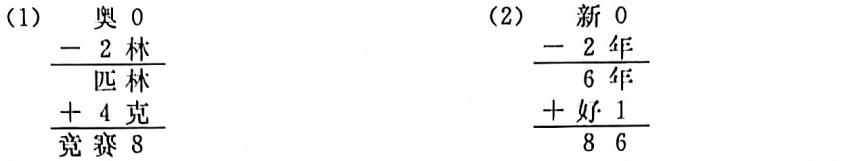 (1) 奥 0
− 2 林
匹 林
+ 4 克
竞 赛 8
(2) 新 0
− 2 年
6 年
+ 好 1
8 6